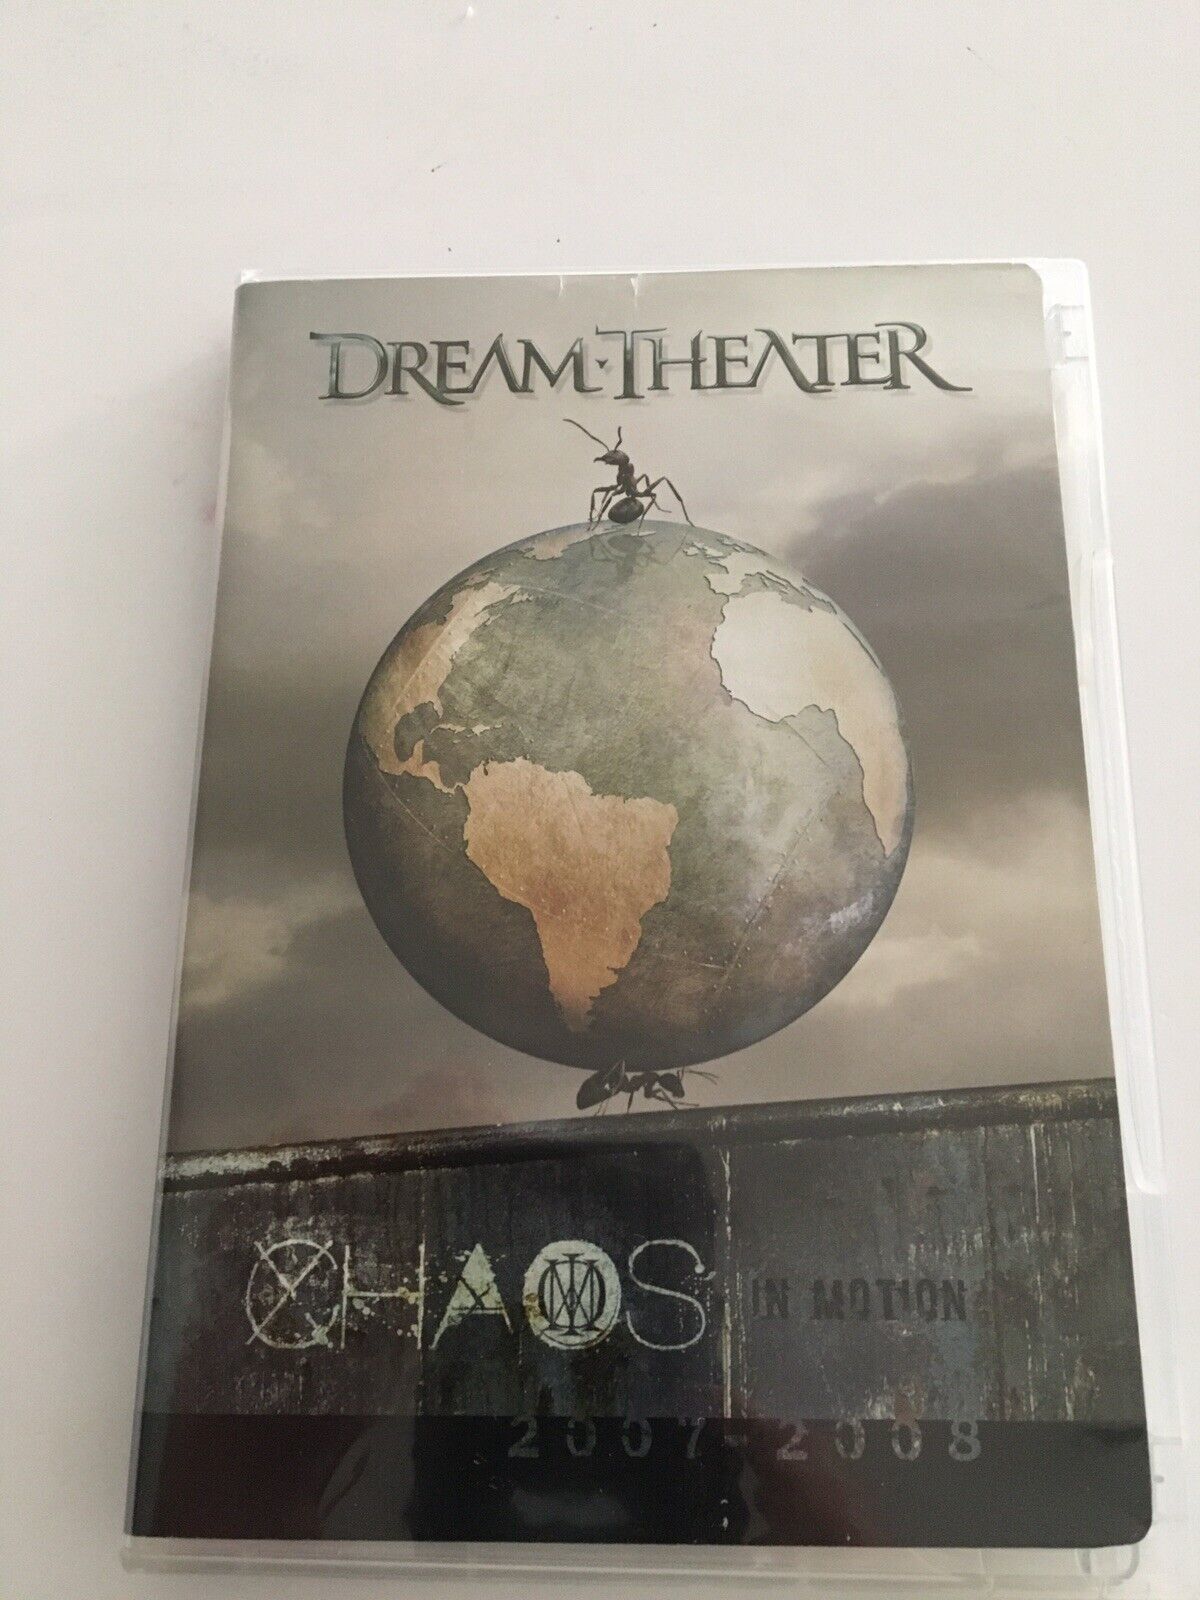 DREAM·THEATER
CHAOS IN MOTION
2007-2008